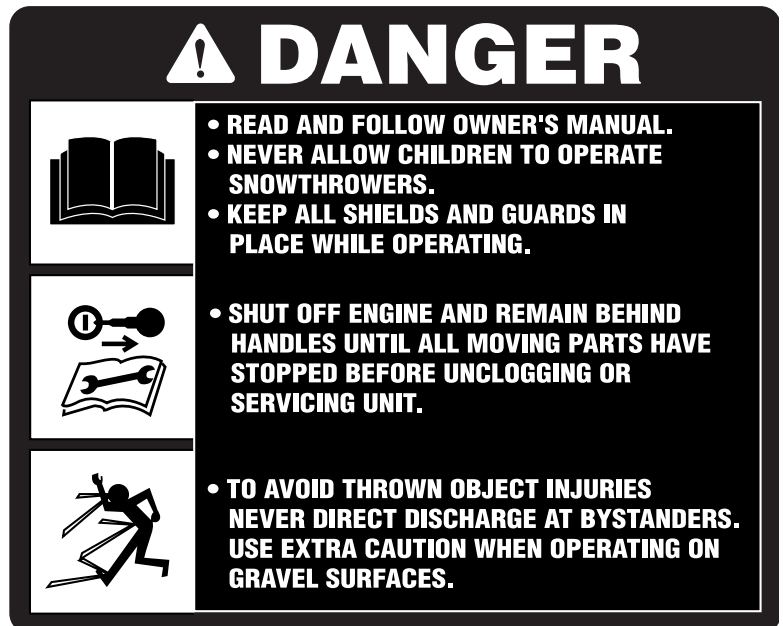 DANGER
• READ AND FOLLOW OWNER'S MANUAL.
• NEVER ALLOW CHILDREN TO OPERATE
SNOWTHROWERS.
• KEEP ALL SHIELDS AND GUARDS IN
PLACE WHILE OPERATING.
• SHUT OFF ENGINE AND REMAIN BEHIND
HANDLES UNTIL ALL MOVING PARTS HAVE
STOPPED BEFORE UNCLOGGING OR
SERVICING UNIT.
• TO AVOID THROWN OBJECT INJURIES
NEVER DIRECT DISCHARGE AT BYSTANDERS.
USE EXTRA CAUTION WHEN OPERATING ON
GRAVEL SURFACES.